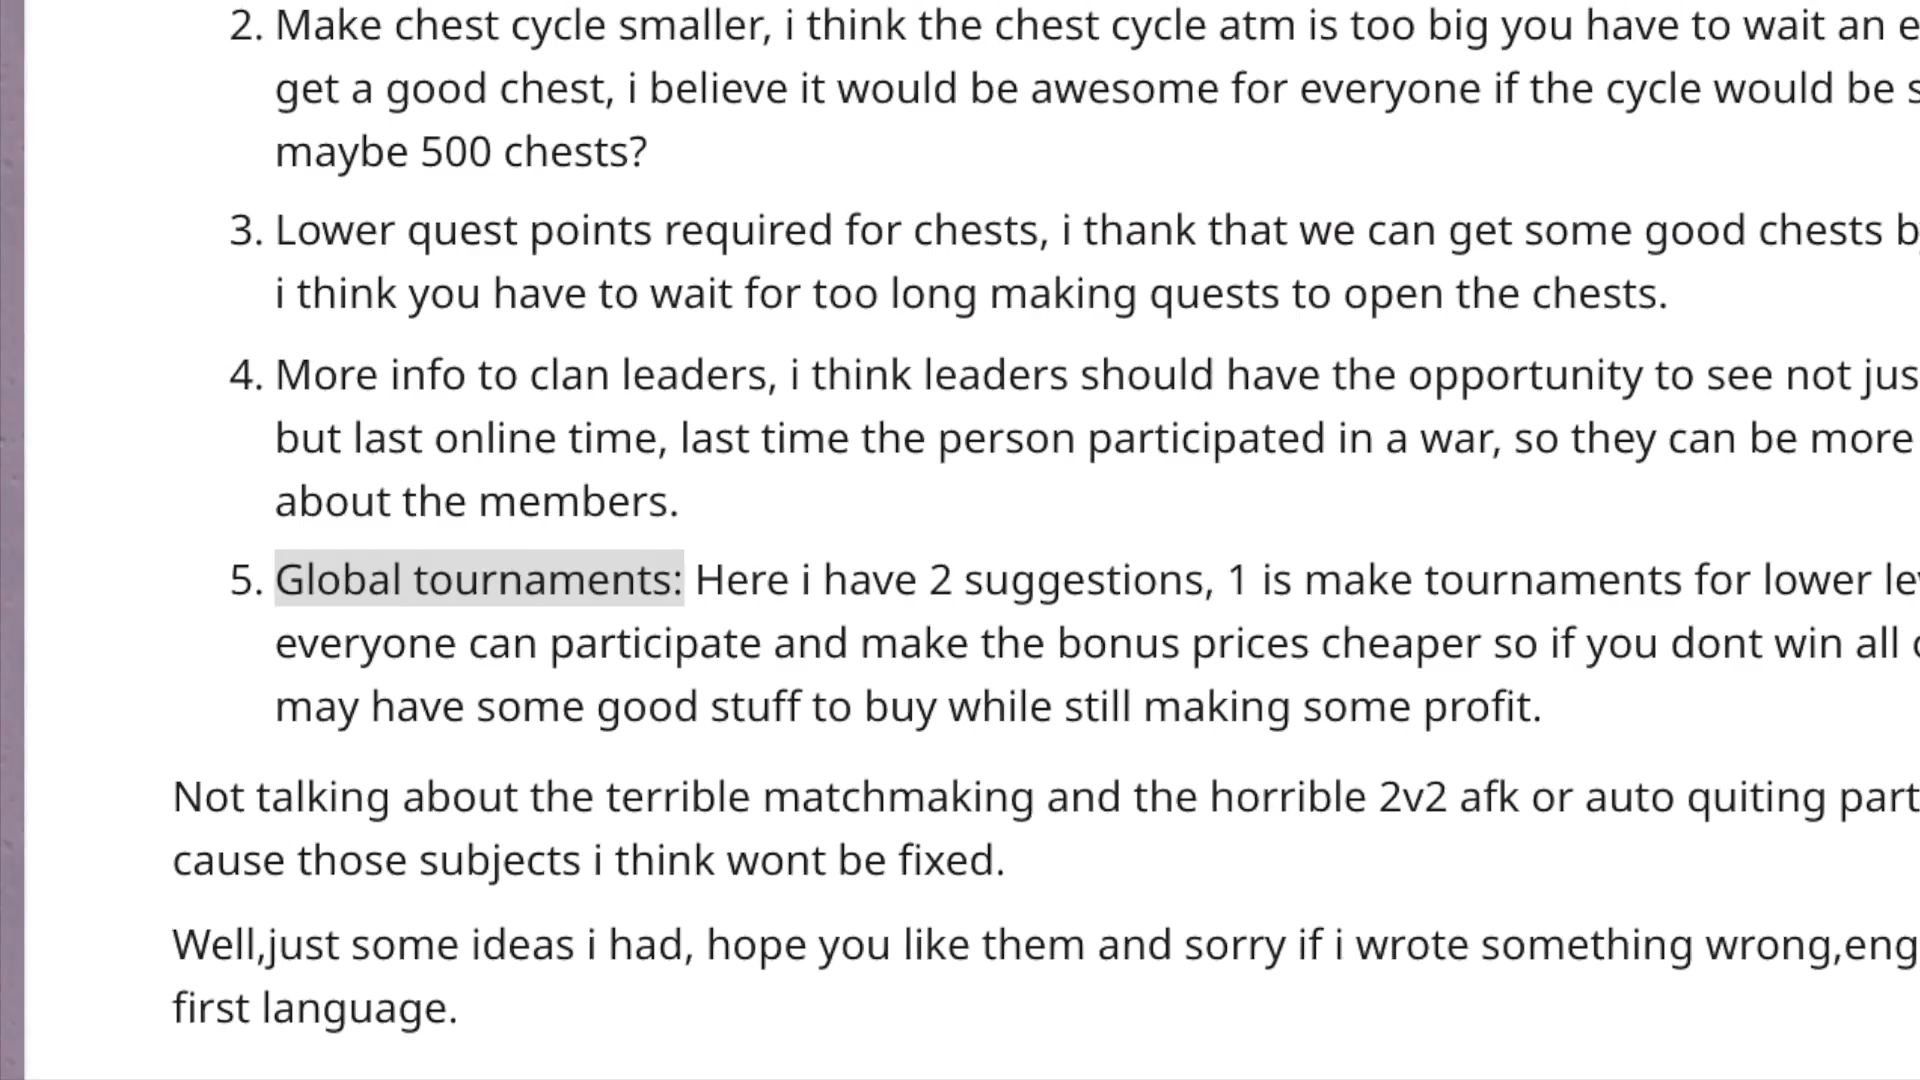 2. Make chest cycle smaller, i think the chest cycle atm is too big you have to wait an
get a good chest, i believe it would be awesome for everyone if the cycle would be
maybe 500 chests?
3. Lower quest points required for chests, i thank that we can get some good chests
i think you have to wait for too long making quests to open the chests.
4. More info to clan leaders, i think leaders should have the opportunity to see not
but last online time, last time the person participated in a war, so they can be more
about the members.
5. Global tournaments: Here i have 2 suggestions, 1 is make tournaments for lower
everyone can participate and make the bonus prices cheaper so if you dont win all
may have some good stuff to buy while still making some profit.
Not talking about the terrible matchmaking and the horrible 2v2 afk or auto quiting part
cause those subjects i think wont be fixed.
Well,just some ideas i had, hope you like them and sorry if i wrote something wrong,eng
first language.